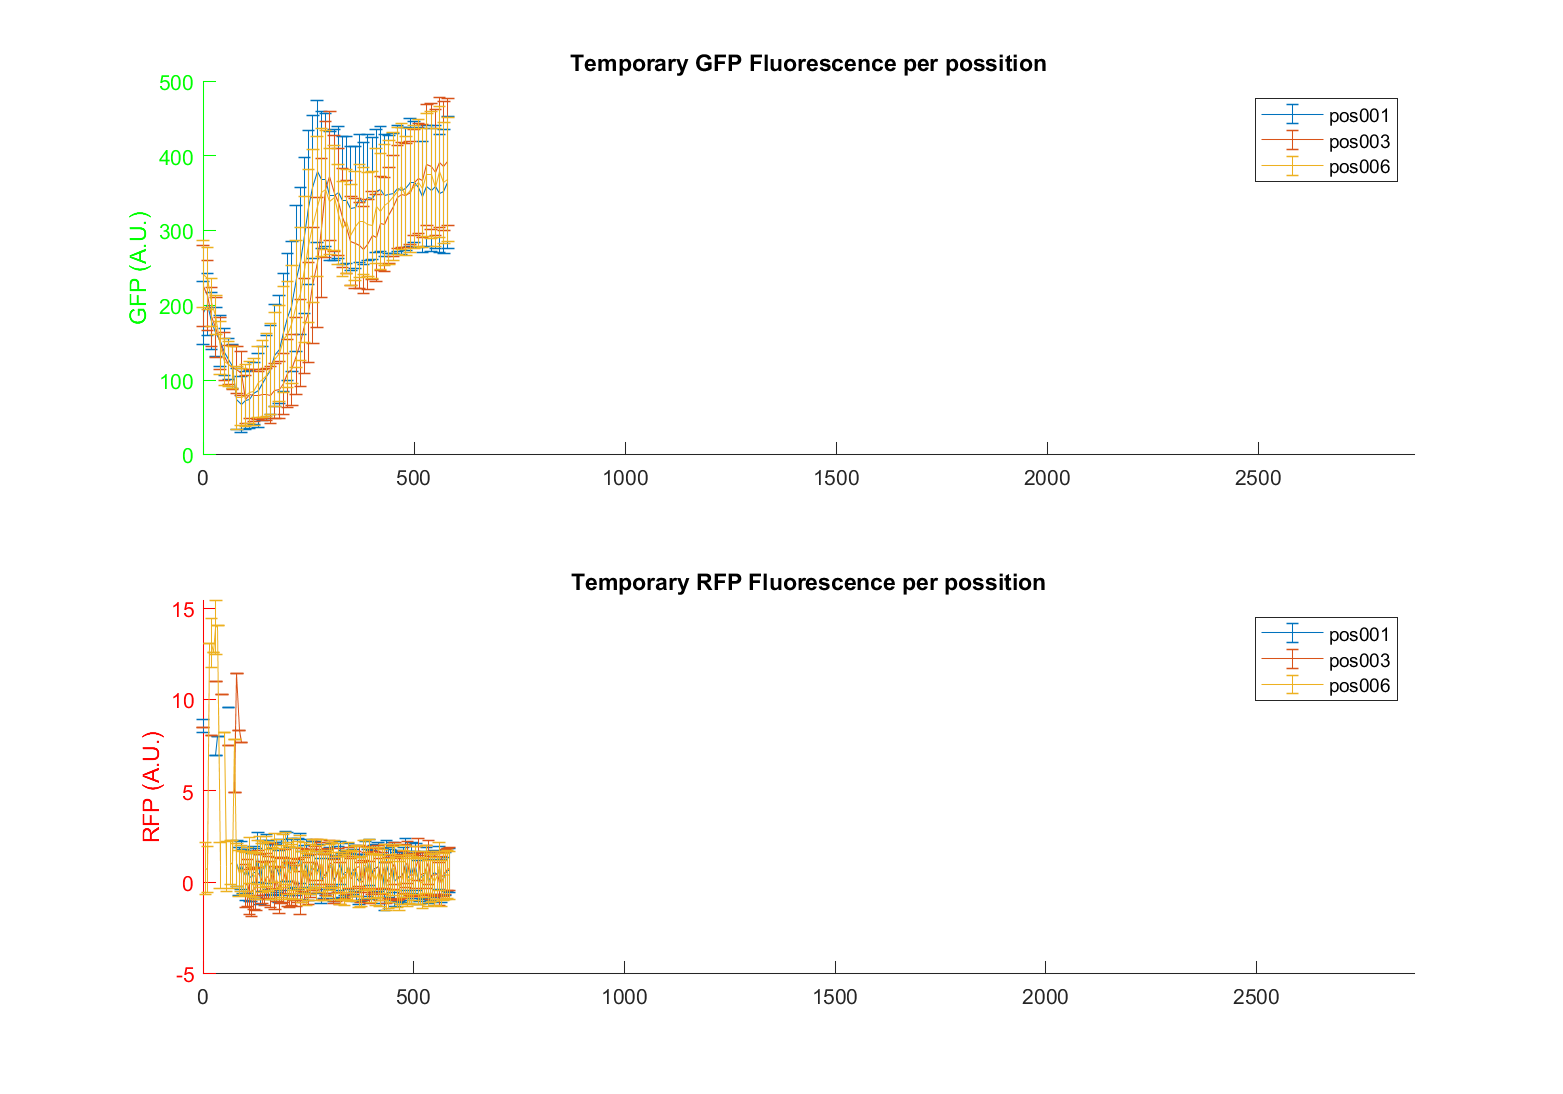 Temporary GFP Fluorescence per possition
500
400
300
200
100
0
GFP (A.U.)
0 500 1000 1500 2000 2500
pos001
pos003
pos006
Temporary RFP Fluorescence per possition
15
10
5
0
-5
RFP (A.U.)
0 500 1000 1500 2000 2500
pos001
pos003
pos006